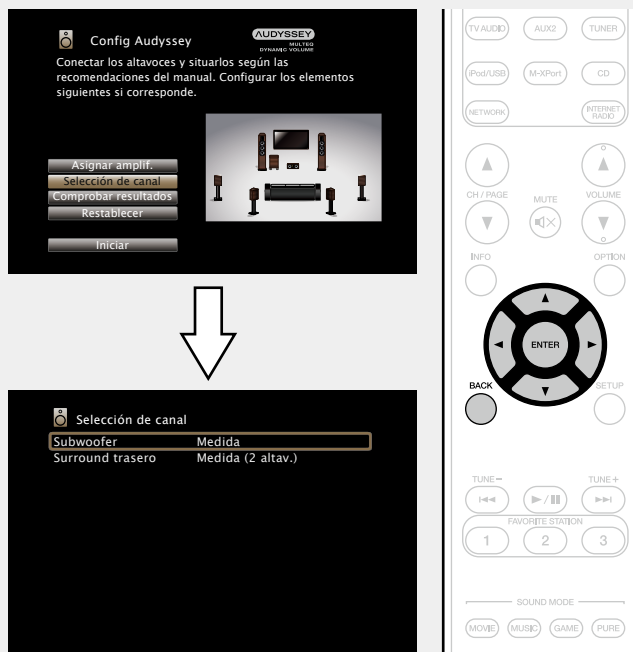 Config Audyssey
AUDYSSEY
MULTEQ
DYNAMIC VOLUME
Conectar los altavoces y situarlos según las
recomendaciones del manual. Configurar los elementos
siguientes si corresponde.
Asignar amplif.
Selección de canal
Comprobar resultados
Restablecer
Iniciar
Selección de canal
Subwoofer Medida
Surround trasero Medida (2 altav.)
TV AUDIO AUX2 TUNER
iPod/USB M-XPort CD
NETWORK INTERNET
RADIO
CH / PAGE MUTE VOLUME
INFO OPTION
ENTER
BACK SETUP
TUNE – TUNE +
FAVORITE STATION
1 2 3
SOUND MODE
MOVIE MUSIC GAME PURE